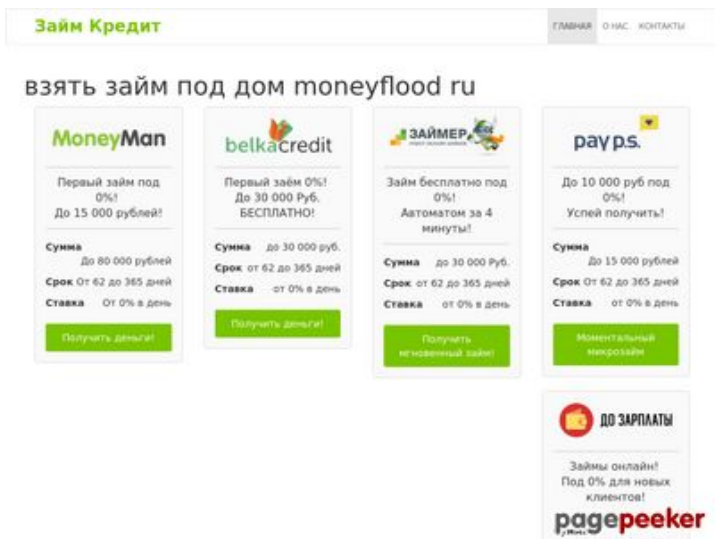 Займ Кредит
ГЛАВНАЯ О НАС КОНТАКТЫ
взять займ под дом moneyflood ru
MoneyMan
Первый займ под
0%!
До 15 000 рублей!
Сумма
До 80 000 рублей
Срок От 62 до 365 дней
Ставка От 0% в день
Получить деньги!
belkacredit
Первый заём 0%!
До 30 000 Руб.
БЕСПЛАТНО!
Сумма до 30 000 руб.
Срок от 62 до 365 дней
Ставка от 0% в день
Получить деньги!
ЗАЙМЕР
Займ бесплатно под
0%!
Автоматом за 4
минуты!
Сумма до 30 000 Руб.
Срок от 62 до 365 дней
Ставка от 0% в день
Получить
мгновенный займ!
pay p.s.
До 10 000 руб под
0%!
Успей получить!
Сумма
До 15 000 рублей
Срок От 62 до 365 дней
Ставка от 0% в день
Моментальный
микрозайм
ДО ЗАРПЛАТЫ
Займы онлайн!
Под 0% для новых
клиентов!
pagepeeker